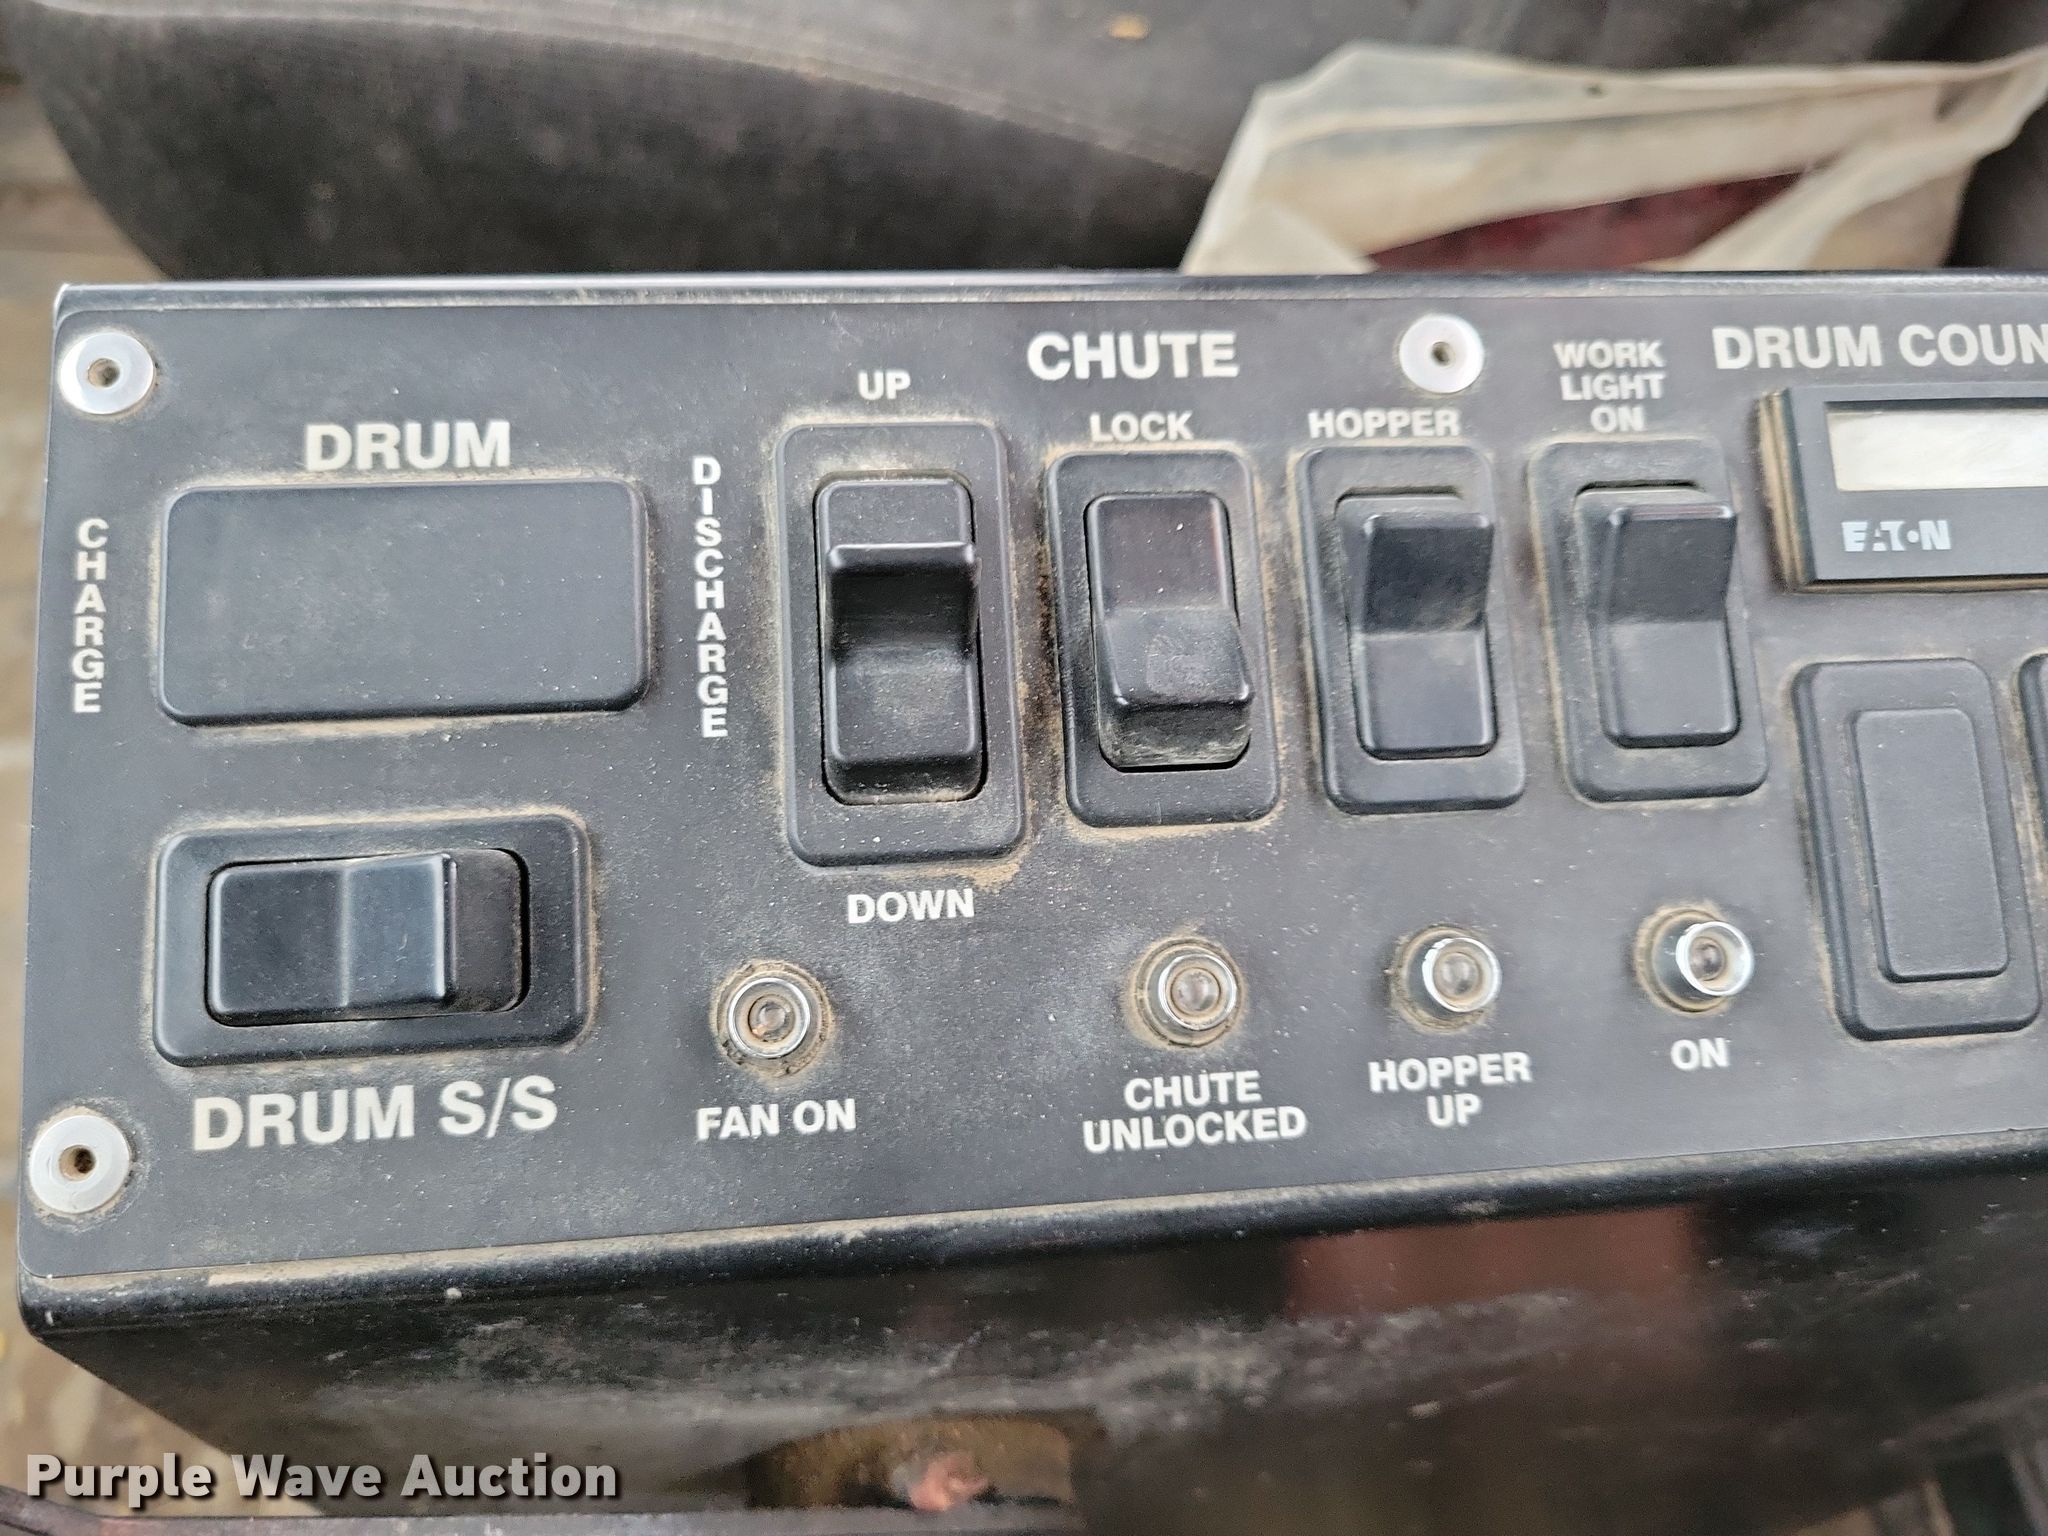 CHUTE
DRUM COUN
WORK
LIGHT
ON
UP
LOCK
HOPPER
DRUM
CHARGE
DISCHARGE
EATON
DOWN
DRUM S/S
FAN ON
CHUTE
UNLOCKED
HOPPER
UP
ON
Purple Wave Auction